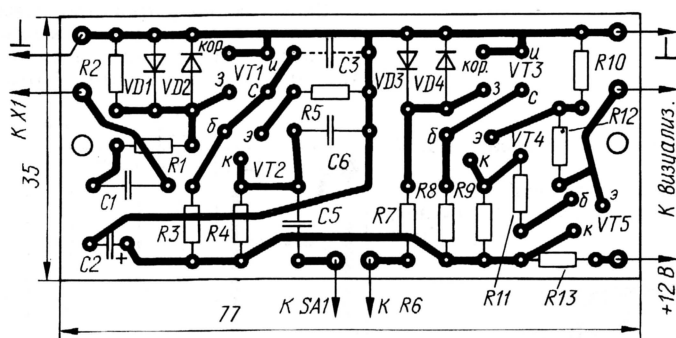 К X1
35
R2
VD1
VD2
кор.
VT1
и
з
с
б
э
C3
R5
C6
VD3
VD4
кор.
VT3
и
з
с
б
э
R10
R12
К визуализ.
R1
к
VT2
к
VT4
C1
б
э
VT5
к
C2
+
R3
R4
C5
R7
R8
R9
R11
R13
+12 В
К SA1
К R6
77